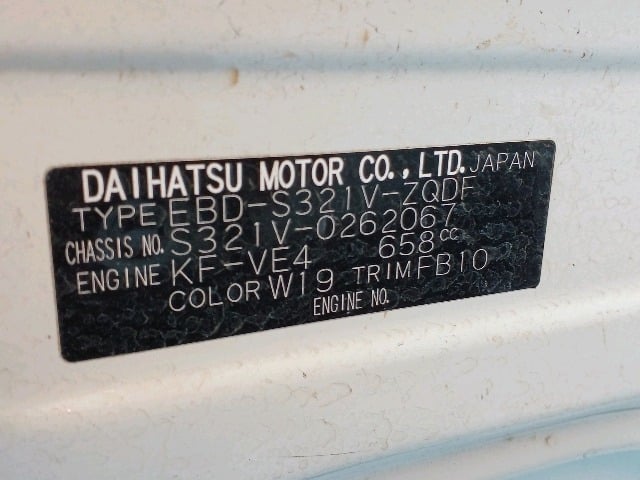 DAIHATSU MOTOR CO.,LTD. JAPAN
TYPE EBD-S321V-ZQDF
CHASSIS NO. S321V-0262067
ENGINE KF-VE4 658cc
COLOR W19 TRIM FB10
ENGINE NO.